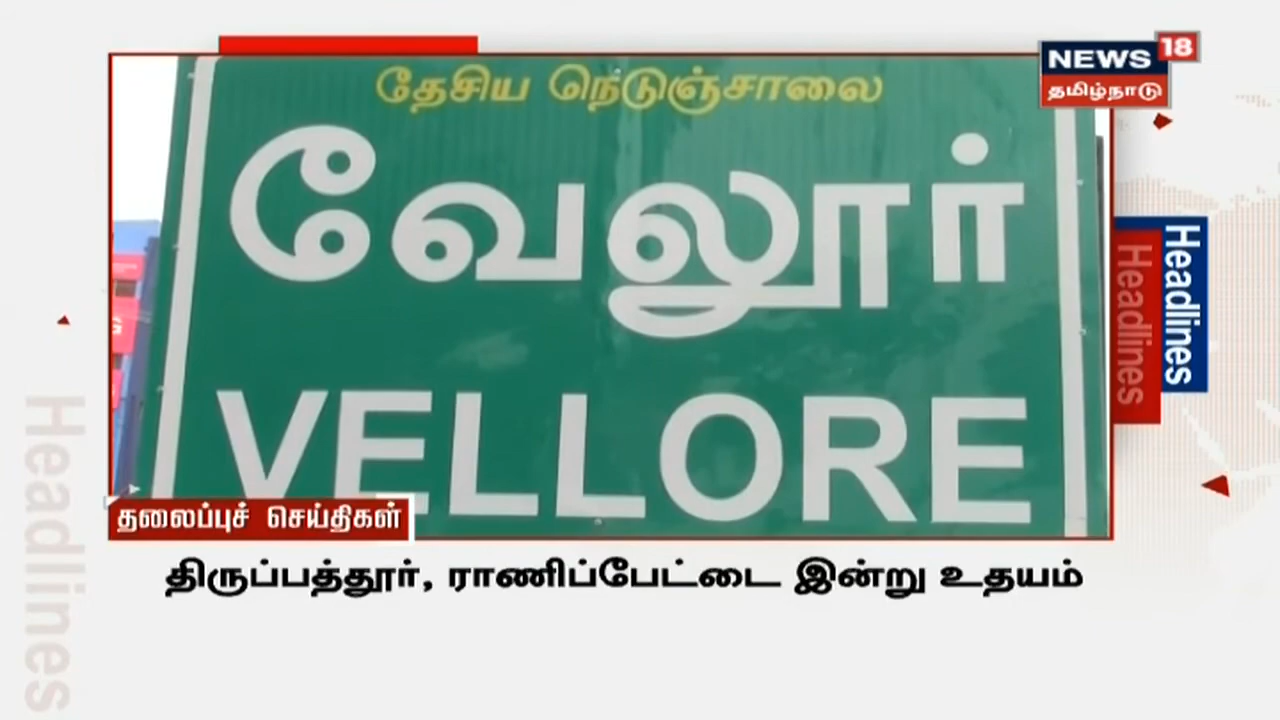 NEWS 18
தமிழ்நாடு
தேசிய நெடுஞ்சாலை
வேலூர்
VELLORE
Headlines
Headlines
Headlines
தலைப்புச் செய்திகள்
திருப்பத்தூர், ராணிப்பேட்டை இன்று உதயம்